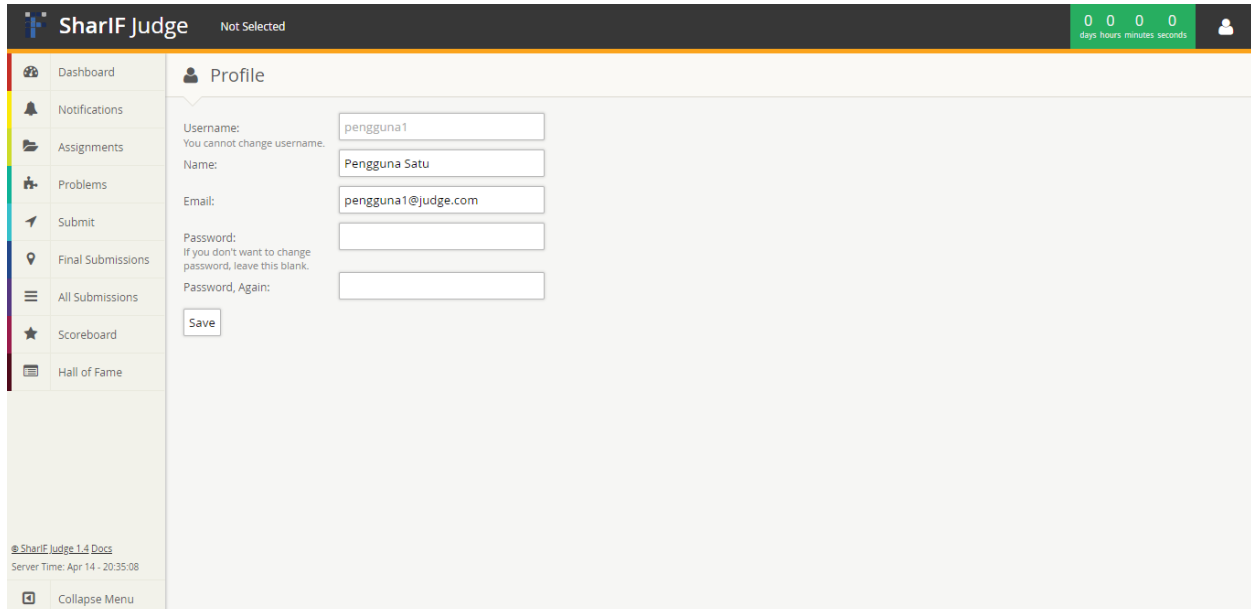 SharIF Judge
Not Selected
0 0 0 0
days hours minutes seconds
Dashboard
Notifications
Assignments
Problems
Submit
Final Submissions
All Submissions
Scoreboard
Hall of Fame
© SharIF Judge 1.4 Docs
Server Time: Apr 14 - 20:35:08
Collapse Menu
Profile
Username:
You cannot change username.
pengguna1
Name:
Pengguna Satu
Email:
pengguna1@judge.com
Password:
If you don't want to change
password, leave this blank.
Password, Again:
Save